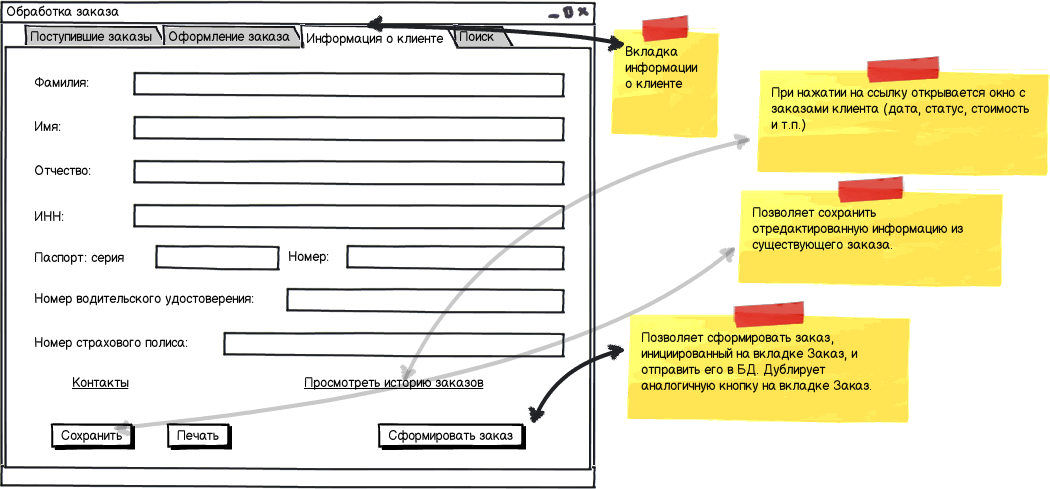 Обработка заказа
Поступившие заказы
Оформление заказа
Информация о клиенте
Поиск
Фамилия:
Имя:
Отчество:
ИНН:
Паспорт: серия
Номер:
Номер водительского удостоверения:
Номер страхового полиса:
Контакты
Просмотреть историю заказов
Сохранить
Печать
Сформировать заказ
Вкладка
информации
о клиенте
При нажатии на ссылку открывается окно с
заказами клиента (дата, статус, стоимость
и т.п.)
Позволяет сохранить
отредактированную информацию из
существующего заказа.
Позволяет сформировать заказ,
инициированный на вкладке Заказ, и
отправить его в БД. Дублирует
аналогичную кнопку на вкладке Заказ.